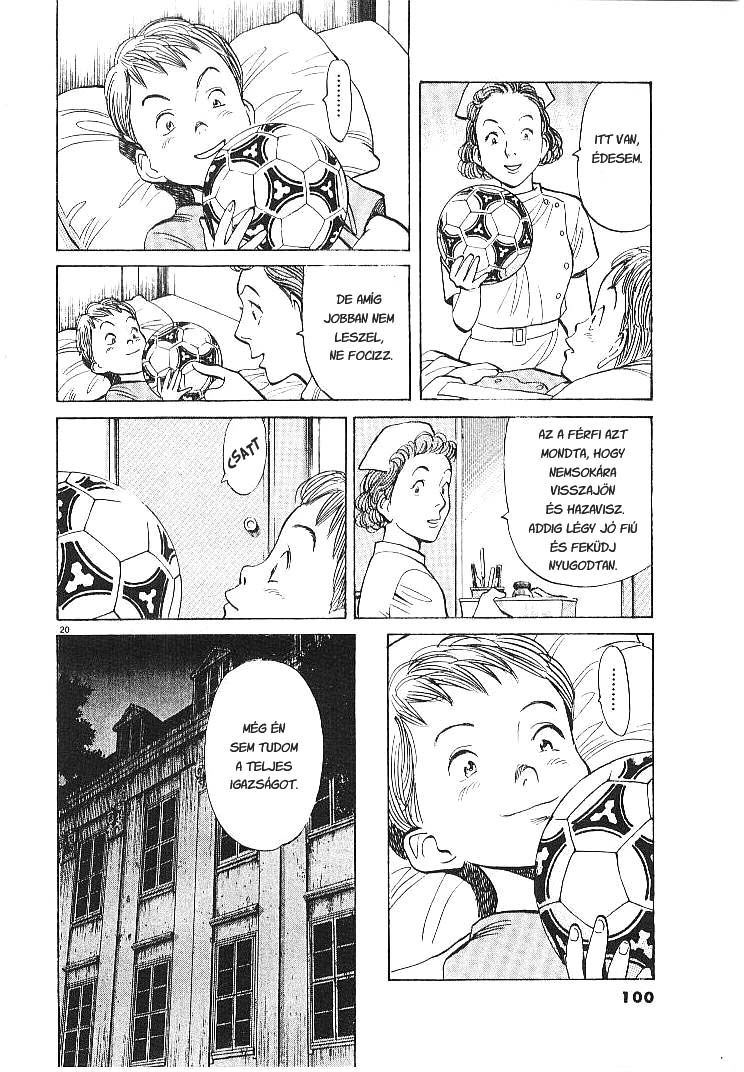 ITT VAN,
ÉDESEM.
........
DE AMÍG
JOBBAN NEM
LESZEL,
NE FOCIZZ.
AZ A FÉRFI AZT
MONDTA, HOGY
NEMSOKÁRA
VISSZAJÖN
ÉS HAZAVISZ.
ADDIG LÉGY JÓ FIÚ
ÉS FEKÜDJ
NYUGODTAN.
CSATT
20
........
MÉG ÉN
SEM TUDOM
A TELJES
IGAZSÁGOT.
100